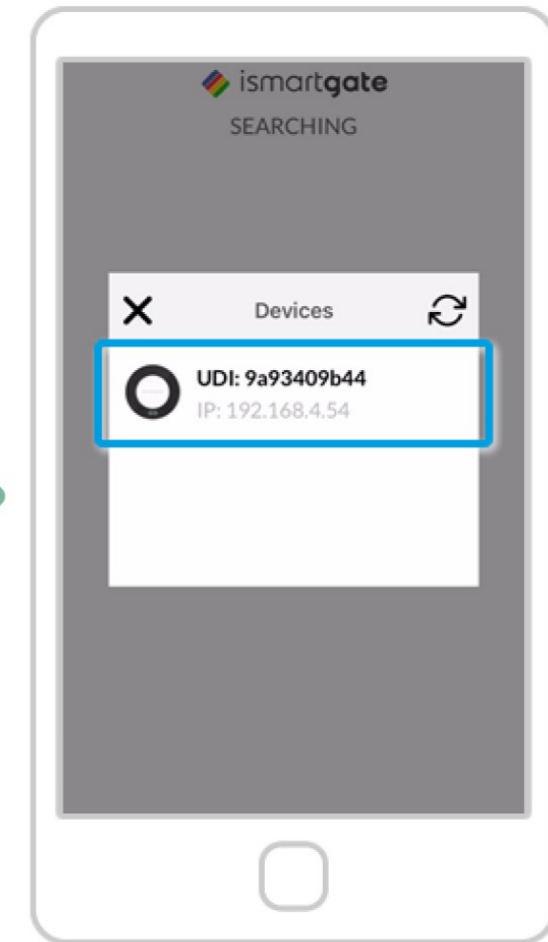 ismartgate
SEARCHING
Devices
UDI: 9a93409b44
IP: 192.168.4.54